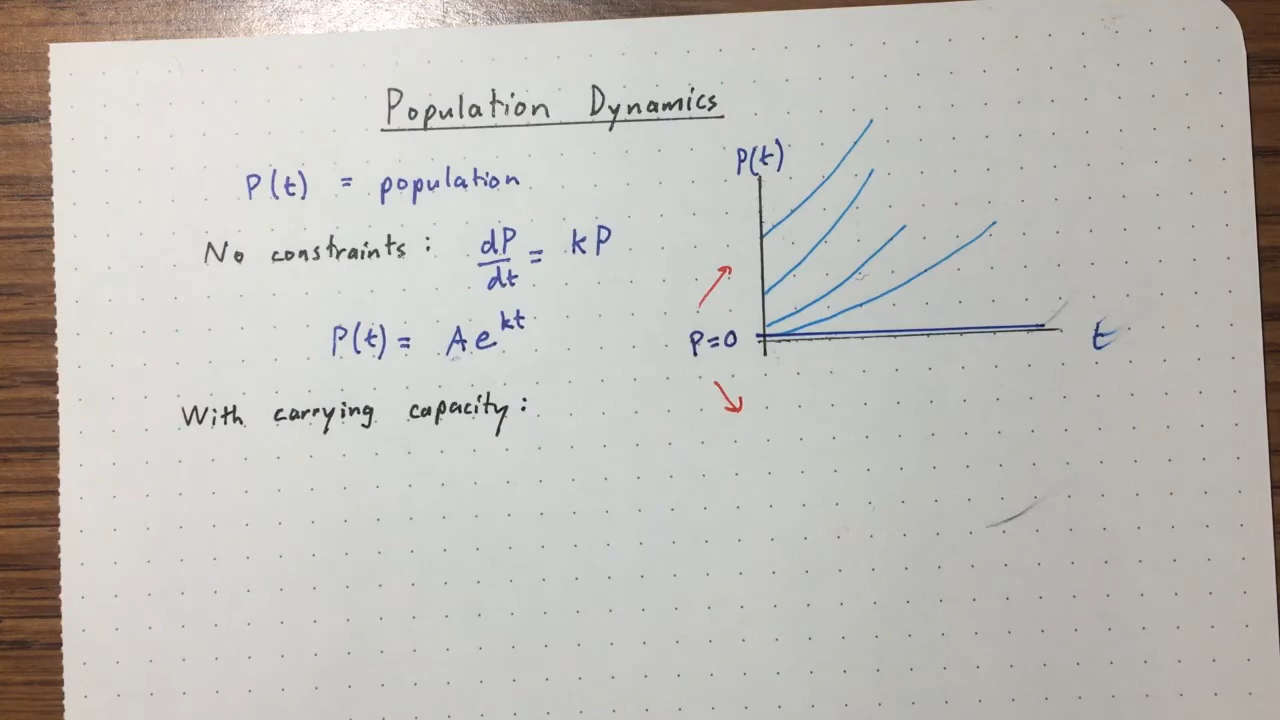 Population Dynamics
P(t) = population
No constraints: dP/dt = kP
P(t) = Ae^kt
With carrying capacity:
P(t)
P=0
t